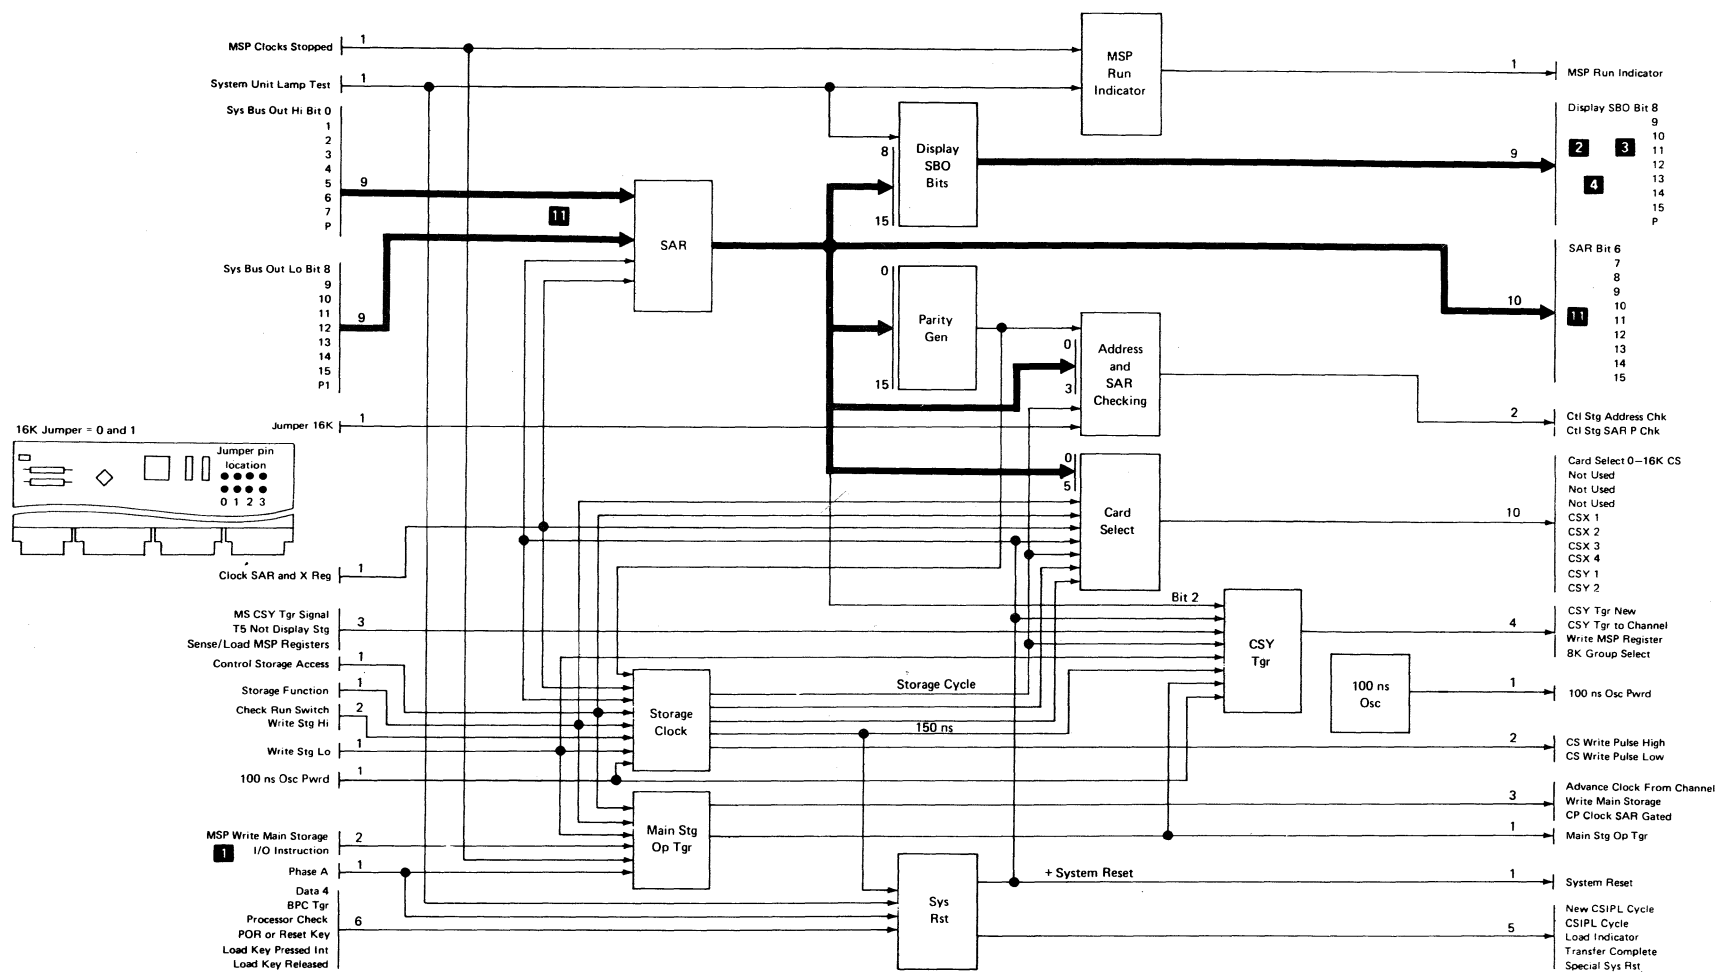 MSP Clocks Stopped
1
System Unit Lamp Test
1
Sys Bus Out Hi Bit 0
1
2
3
4
5
6
7
P
9
11
Sys Bus Out Lo Bit 8
9
10
11
12
13
14
15
P1
9
Jumper 16K
1
16K Jumper = 0 and 1
Jumper pin
location
0 1 2 3
Clock SAR and X Reg
1
MS CSY Tgr Signal
T5 Not Display Stg
Sense/Load MSP Registers
3
Control Storage Access
1
Storage Function
1
Check Run Switch
Write Stg Hi
2
Write Stg Lo
1
100 ns Osc Pwrd
1
MSP Write Main Storage
1
I/O Instruction
2
Phase A
1
Data 4
BPC Tgr
Processor Check
POR or Reset Key
Load Key Pressed Int
Load Key Released
6
SAR
MSP
Run
Indicator
8
15
Display
SBO
Bits
0
15
Parity
Gen
0
3
Address
and
SAR
Checking
0
5
Card
Select
Bit 2
CSY
Tgr
100 ns
Osc
Storage
Clock
Storage Cycle
150 ns
Main Stg
Op Tgr
Sys
Rst
+ System Reset
1
MSP Run Indicator
Display SBO Bit 8
9
10
11
12
13
14
15
P
9
2
3
4
SAR Bit 6
7
8
9
10
11
12
13
14
15
10
11
2
Ctl Stg Address Chk
Ctl Stg SAR P Chk
Card Select 0–16K CS
Not Used
Not Used
Not Used
CSX 1
CSX 2
CSX 3
CSX 4
CSY 1
CSY 2
10
CSY Tgr New
CSY Tgr to Channel
Write MSP Register
8K Group Select
4
1
100 ns Osc Pwrd
2
CS Write Pulse High
CS Write Pulse Low
Advance Clock From Channel
Write Main Storage
CP Clock SAR Gated
3
1
Main Stg Op Tgr
1
System Reset
New CSIPL Cycle
CSIPL Cycle
Load Indicator
Transfer Complete
Special Sys Rst
5